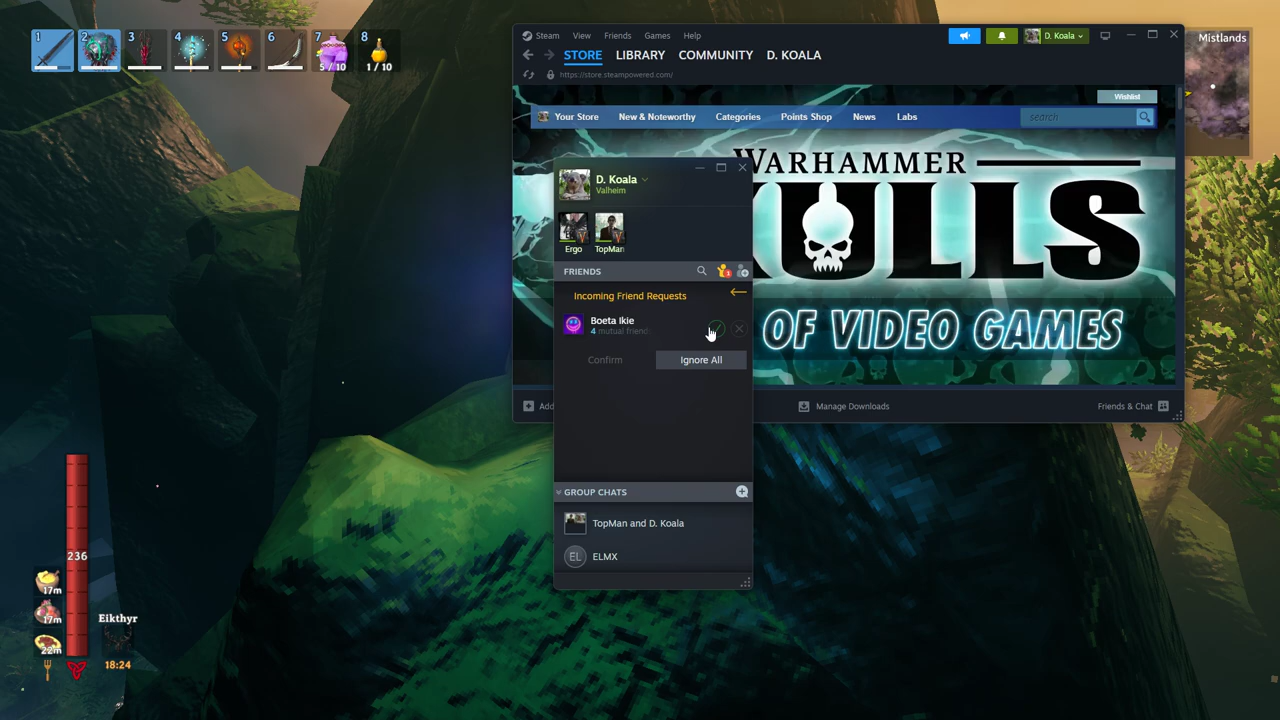 1
2
3
4
5
6
7
8
5 / 10
1 / 10
Steam View Friends Games Help
D. Koala
STORE LIBRARY COMMUNITY D. KOALA
https://store.steampowered.com/
Mistlands
Wishlist
Your Store New & Noteworthy Categories Points Shop News Labs
search
WARHAMMER
SKULLS
OF VIDEO GAMES
D. Koala
Valheim
Ergo
TopMan
FRIENDS
Incoming Friend Requests
Boeta Ikie
4 mutual friends
Confirm
Ignore All
Add
Manage Downloads
Friends & Chat
GROUP CHATS
TopMan and D. Koala
EL ELMX
236
17m
17m
22m
Eikthyr
18:24